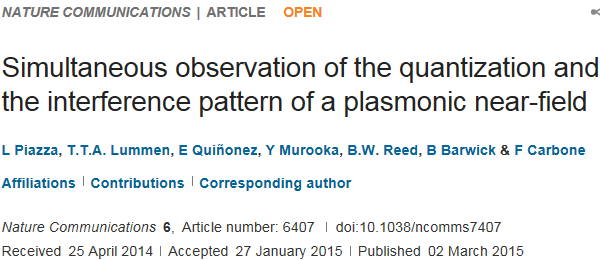 NATURE COMMUNICATIONS | ARTICLE OPEN
Simultaneous observation of the quantization and
the interference pattern of a plasmonic near-field
L Piazza, T.T.A. Lummen, E Quiñonez, Y Murooka, B.W. Reed, B Barwick & F Carbone
Affiliations | Contributions | Corresponding author
Nature Communications 6, Article number: 6407 | doi:10.1038/ncomms7407
Received 25 April 2014 | Accepted 27 January 2015 | Published 02 March 2015